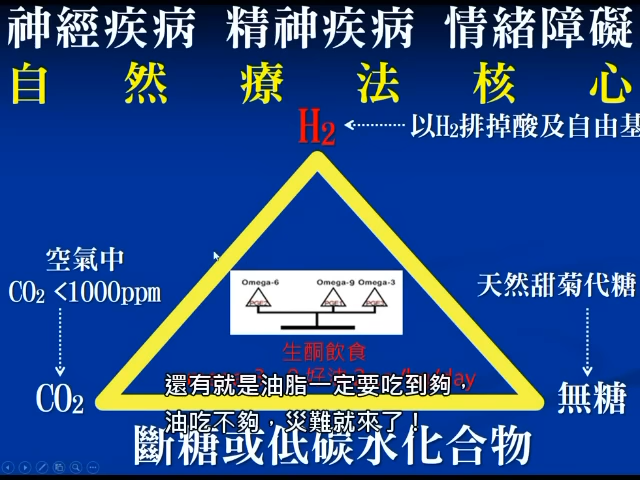 神經疾病 精神疾病 情緒障礙
自然療法核心
H2
以H2排掉酸及自由基
空氣中
CO2 <1000ppm
天然甜菊代糖
Omega-6 Omega-9 Omega-3
生酮飲食
還有就是油脂一定要吃到夠，
油吃不夠，災難就來了！
CO2
無糖
斷糖或低碳水化合物